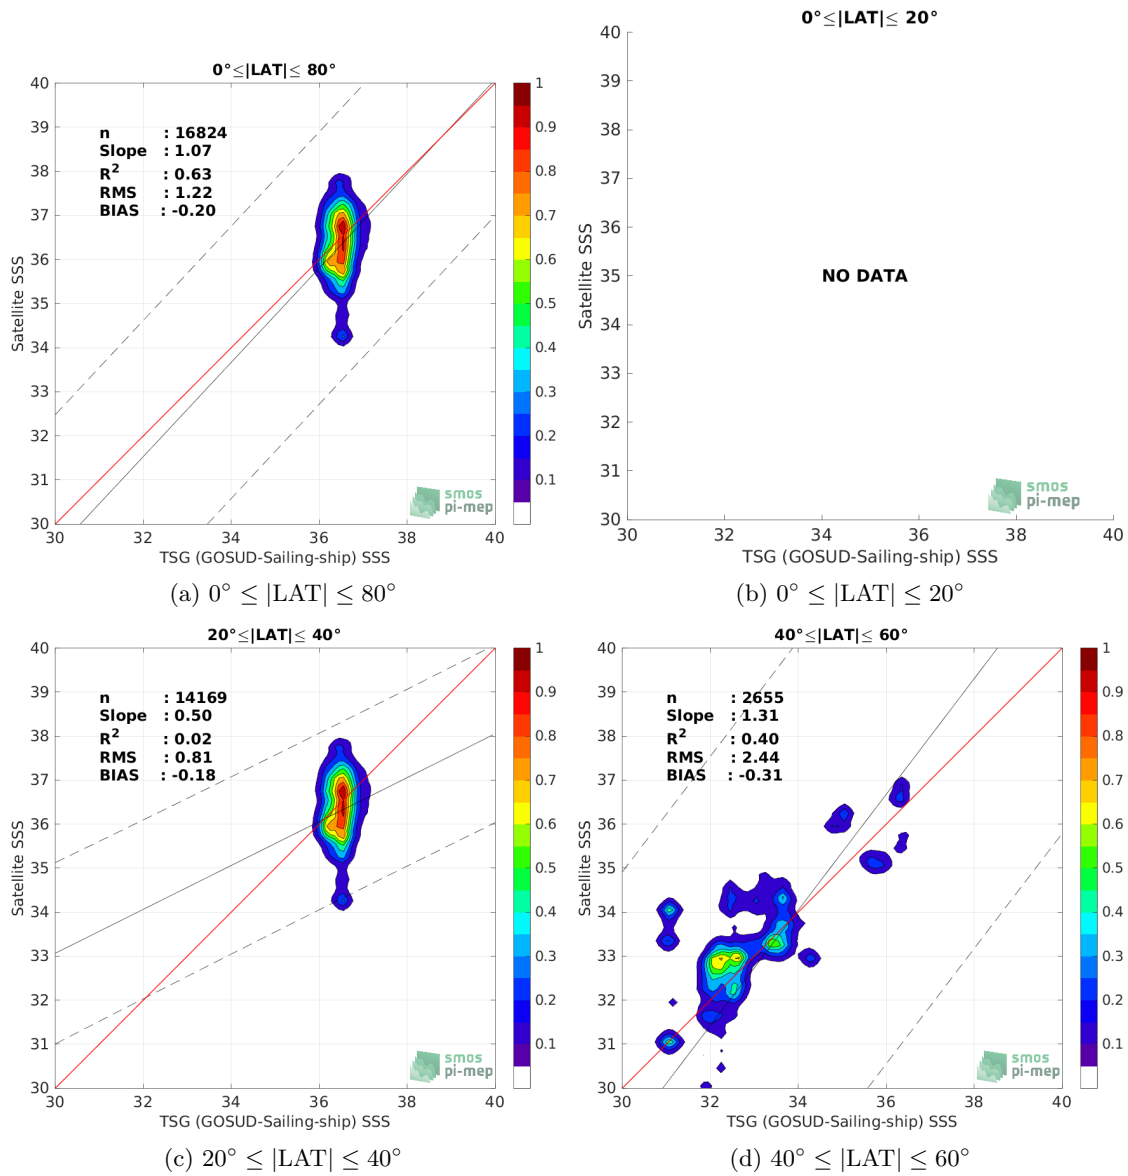 0°≤|LAT|≤ 80°
40
39
38
37
36
35
34
33
32
31
30
Satellite SSS
n : 16824
Slope : 1.07
R² : 0.63
RMS : 1.22
BIAS : -0.20
1
0.9
0.8
0.7
0.6
0.5
0.4
0.3
0.2
0.1
smos
pi-mep
30 32 34 36 38 40
TSG (GOSUD-Sailing-ship) SSS
(a) 0° ≤ |LAT| ≤ 80°
0°≤|LAT|≤ 20°
40
39
38
37
36
35
34
33
32
31
30
Satellite SSS
NO DATA
smos
pi-mep
30 32 34 36 38 40
TSG (GOSUD-Sailing-ship) SSS
(b) 0° ≤ |LAT| ≤ 20°
20°≤|LAT|≤ 40°
40
39
38
37
36
35
34
33
32
31
30
Satellite SSS
n : 14169
Slope : 0.50
R² : 0.02
RMS : 0.81
BIAS : -0.18
1
0.9
0.8
0.7
0.6
0.5
0.4
0.3
0.2
0.1
smos
pi-mep
30 32 34 36 38 40
TSG (GOSUD-Sailing-ship) SSS
(c) 20° ≤ |LAT| ≤ 40°
40°≤|LAT|≤ 60°
40
39
38
37
36
35
34
33
32
31
30
Satellite SSS
n : 2655
Slope : 1.31
R² : 0.40
RMS : 2.44
BIAS : -0.31
1
0.9
0.8
0.7
0.6
0.5
0.4
0.3
0.2
0.1
smos
pi-mep
30 32 34 36 38 40
TSG (GOSUD-Sailing-ship) SSS
(d) 40° ≤ |LAT| ≤ 60°